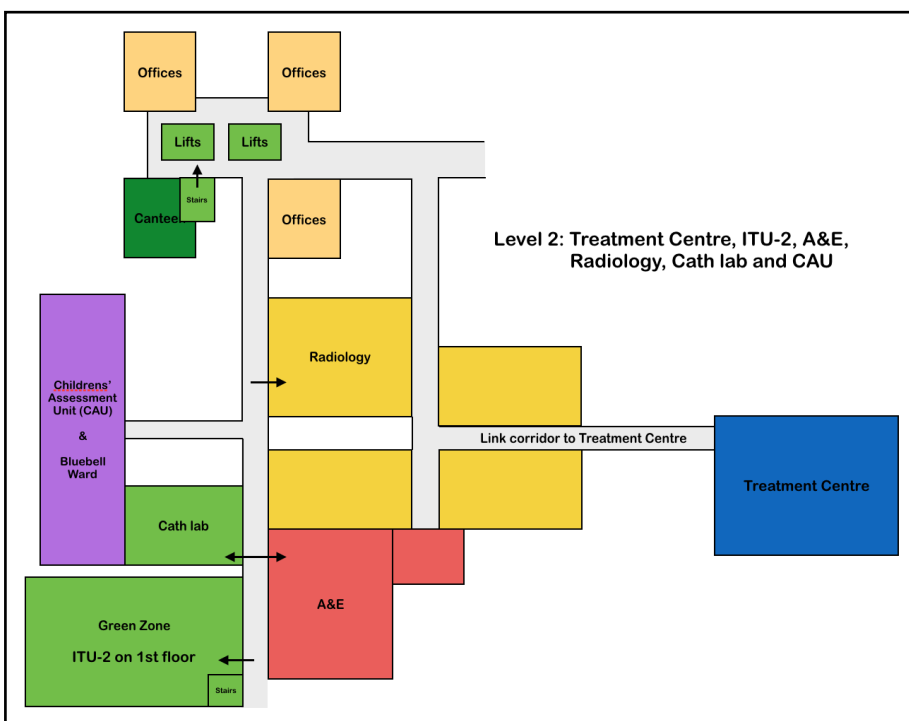 Offices
Offices
Lifts
Lifts
Stairs
Canteen
Offices
Level 2: Treatment Centre, ITU-2, A&E,
Radiology, Cath lab and CAU
Radiology
Childrens’
Assessment
Unit (CAU)
&
Bluebell
Ward
Link corridor to Treatment Centre
Treatment Centre
Cath lab
A&E
Green Zone
ITU-2 on 1st floor
Stairs